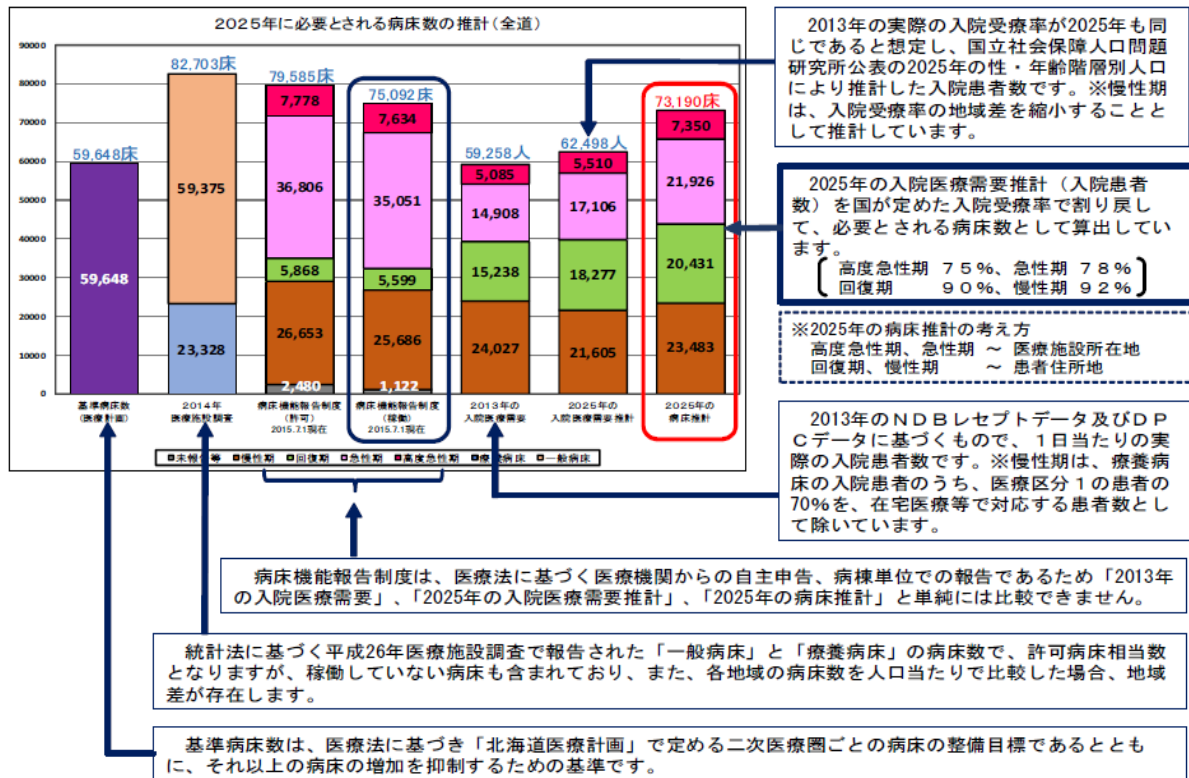 2025年に必要とされる病床数の推計（全道）
90000
80000
70000
60000
50000
40000
30000
20000
10000
0
59,648床
59,648
82,703床
59,375
23,328
79,585床
7,778
36,806
5,868
26,653
2,480
75,092床
7,634
35,051
5,599
25,686
1,122
59,258人
5,085
14,908
15,238
24,027
62,498人
5,510
17,106
18,277
21,605
73,190床
7,350
21,926
20,431
23,483
基準病床数
（医療計画）
2014年
医療施設調査
病床機能報告制度
（許可）
2015.7.1現在
病床機能報告制度
（稼働）
2015.7.1現在
2013年の
入院医療需要
2025年の
入院医療需要推計
2025年の
病床推計
■未報告等 ■慢性期 ■回復期 ■急性期 ■高度急性期 ■療養病床 ■一般病床
2013年の実際の入院受療率が2025年も同
じであると想定し、国立社会保障人口問題
研究所公表の2025年の性・年齢階層別人口
により推計した入院患者数です。※慢性期
は、入院受療率の地域差を縮小することと
して推計しています。
2025年の入院医療需要推計（入院患者
数）を国が定めた入院受療率で割り戻し
て、必要とされる病床数として算出してい
ます。
高度急性期 ７５％、急性期 ７８％
回復期 ９０％、慢性期 ９２％
※2025年の病床推計の考え方
高度急性期、急性期 ～ 医療施設所在地
回復期、慢性期 ～ 患者住所地
2013年のＮＤＢレセプトデータ及びＤＰ
Ｃデータに基づくもので、１日当たりの実
際の入院患者数です。※慢性期は、療養病
床の入院患者のうち、医療区分１の患者の
70％を、在宅医療等で対応する患者数とし
て除いています。
病床機能報告制度は、医療法に基づく医療機関からの自主申告、病棟単位での報告であるため「2013年
の入院医療需要」、「2025年の入院医療需要推計」、「2025年の病床推計」と単純には比較できません。
統計法に基づく平成26年医療施設調査で報告された「一般病床」と「療養病床」の病床数で、許可病床相当数
となりますが、稼働していない病床も含まれており、また、各地域の病床数を人口当たりで比較した場合、地域
差が存在します。
基準病床数は、医療法に基づき「北海道医療計画」で定める二次医療圏ごとの病床の整備目標であるととも
に、それ以上の病床の増加を抑制するための基準です。